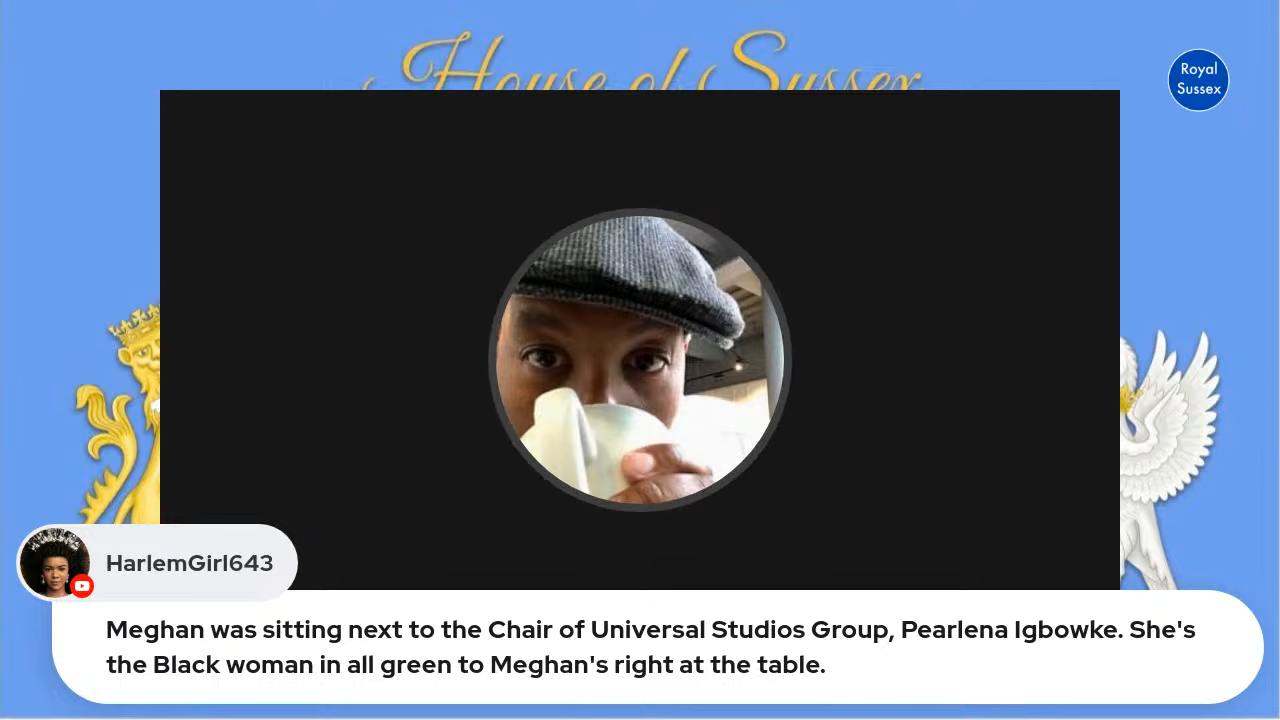 House of Sussex
Royal
Sussex
HarlemGirl643
Meghan was sitting next to the Chair of Universal Studios Group, Pearlena Igbowke. She's
the Black woman in all green to Meghan's right at the table.